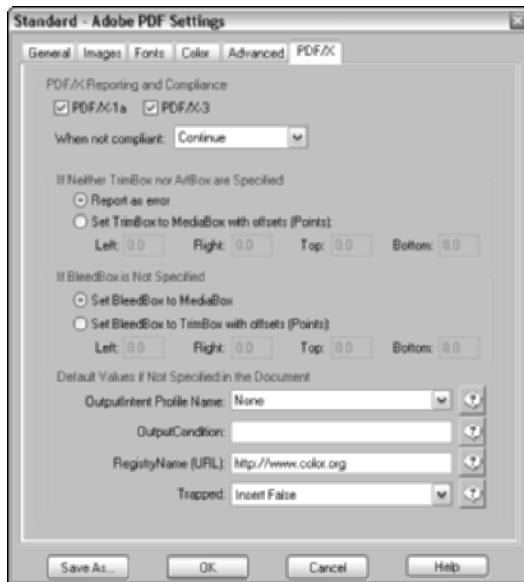 Standard - Adobe PDF Settings
General Images Fonts Color Advanced PDF/X
PDF/X Reporting and Compliance
PDF/X-1a PDF/X-3
When not compliant: Continue
If Neither TrimBox nor ArtBox are Specified
Report as error
Set TrimBox to MediaBox with offsets (Points):
Left: 0.0 Right: 0.0 Top: 0.0 Bottom: 0.0
If BleedBox is Not Specified
Set BleedBox to MediaBox
Set BleedBox to TrimBox with offsets (Points)
Left: 0.0 Right: 0.0 Top: 0.0 Bottom: 0.0
Default Values if Not Specified in the Document
OutputIntent Profile Name: None
OutputCondition:
RegistryName (URL): http://www.color.org
Trapped: Insert False
Save As... OK Cancel Help